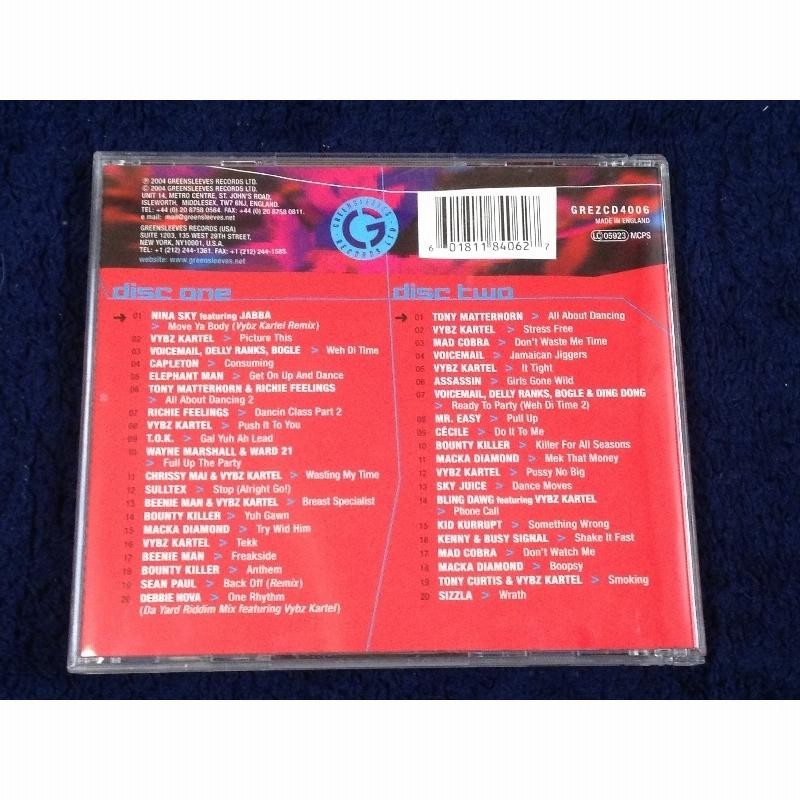 ℗ 2004 GREENSLEEVES RECORDS LTD.
© 2004 GREENSLEEVES RECORDS LTD.
UNIT 14, METRO CENTRE, ST. JOHN'S ROAD,
ISLEWORTH, MIDDLESEX, TW7 6NJ, ENGLAND.
TEL: +44 (0) 20 8758 0564. FAX: +44 (0) 20 8758 0811.
e mail: mail@greensleeves.net
GREENSLEEVES RECORDS (USA)
SUITE 1203, 135 WEST 29TH STREET,
NEW YORK, NY10001, U.S.A.
TEL: +1 (212) 244-1361. FAX: +1 (212) 244-1585.
website: www.greensleeves.net
GREENSLEEVES
G
RECORDS LTD
6 01811 84062 7
GREZCD4006
MADE IN ENGLAND
LC 05923 MCPS
disc one
01 NINA SKY featuring JABBA
> Move Ya Body (Vybz Kartel Remix)
02 VYBZ KARTEL > Picture This
03 VOICEMAIL, DELLY RANKS, BOGLE > Weh Di Time
04 CAPLETON > Consuming
05 ELEPHANT MAN > Get On Up And Dance
06 TONY MATTERHORN & RICHIE FEELINGS
> All About Dancing 2
07 RICHIE FEELINGS > Dancin Class Part 2
08 VYBZ KARTEL > Push It To You
09 T.O.K. > Gal Yuh Ah Lead
10 WAYNE MARSHALL & WARD 21
> Full Up The Party
11 CHRISSY MAI & VYBZ KARTEL > Wasting My Time
12 SULLTEX > Stop (Alright Go!)
13 BEENIE MAN & VYBZ KARTEL > Breast Specialist
14 BOUNTY KILLER > Yuh Gawn
15 MACKA DIAMOND > Try Wid Him
16 VYBZ KARTEL > Tekk
17 BEENIE MAN > Freakside
18 BOUNTY KILLER > Anthem
19 SEAN PAUL > Back Off (Remix)
20 DEBBIE NOVA > One Rhythm
(Da Yard Riddim Mix featuring Vybz Kartel)
disc two
01 TONY MATTERHORN > All About Dancing
02 VYBZ KARTEL > Stress Free
03 MAD COBRA > Don't Waste Me Time
04 VOICEMAIL > Jamaican Jiggers
05 VYBZ KARTEL > It Tight
06 ASSASSIN > Girls Gone Wild
07 VOICEMAIL, DELLY RANKS, BOGLE & DING DONG
> Ready To Party (Weh Di Time 2)
08 MR. EASY > Pull Up
09 CÉCILE > Do It To Me
10 BOUNTY KILLER > Killer For All Seasons
11 MACKA DIAMOND > Mek That Money
12 VYBZ KARTEL > Pussy No Big
13 SKY JUICE > Dance Moves
14 BLING DAWG featuring VYBZ KARTEL
> Phone Call
15 KID KURRUPT > Something Wrong
16 KENNY & BUSY SIGNAL > Shake It Fast
17 MAD COBRA > Don't Watch Me
18 MACKA DIAMOND > Boopsy
19 TONY CURTIS & VYBZ KARTEL > Smoking
20 SIZZLA > Wrath